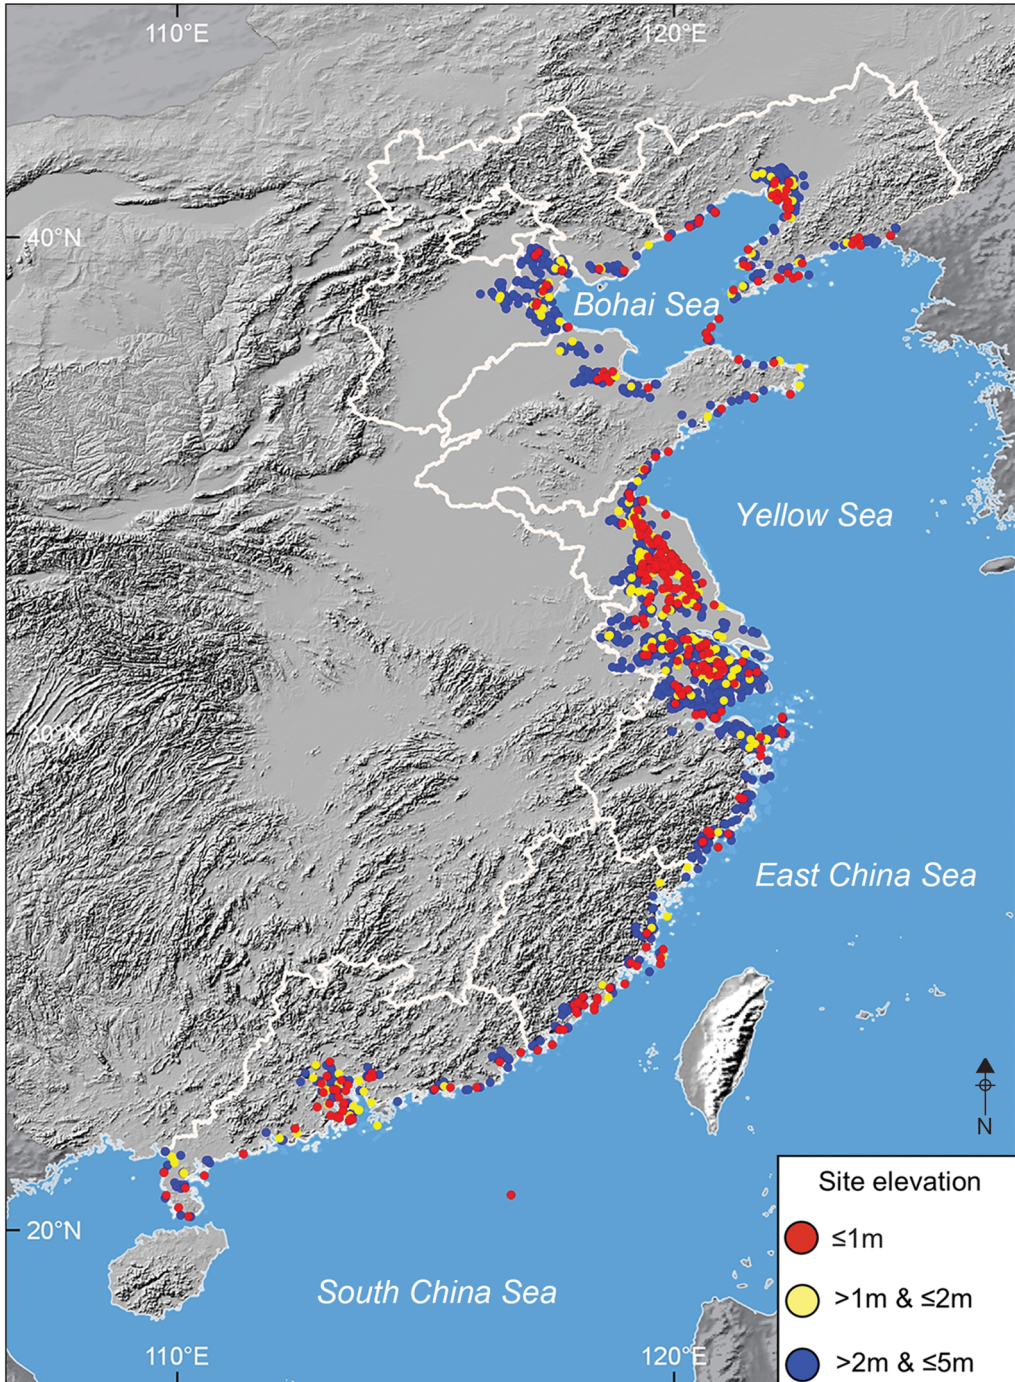 110°E
120°E
40°N
Bohai Sea
Yellow Sea
30°N
East China Sea
N
20°N
South China Sea
110°E
120°E
Site elevation
≤1m
>1m & ≤2m
>2m & ≤5m